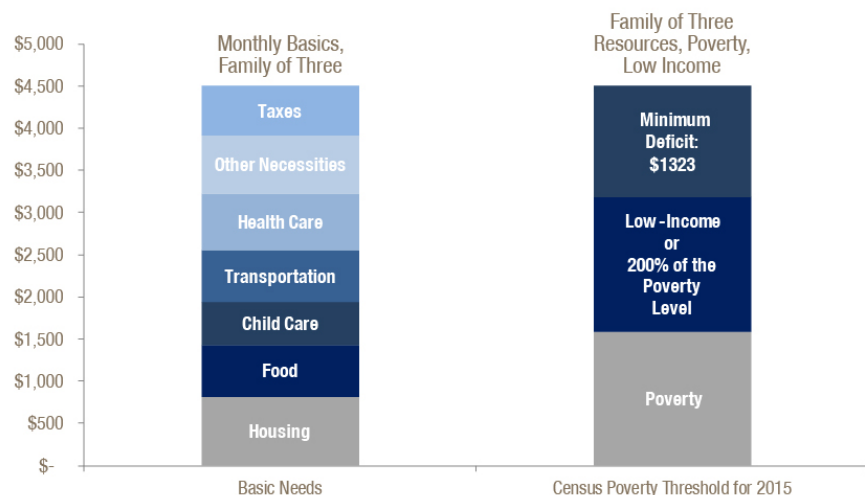 Monthly Basics,
Family of Three
Family of Three
Resources, Poverty,
Low Income
$5,000
$4,500
$4,000
$3,500
$3,000
$2,500
$2,000
$1,500
$1,000
$500
$-
Taxes
Other Necessities
Health Care
Transportation
Child Care
Food
Housing
Minimum
Deficit:
$1323
Low -Income
or
200% of the
Poverty
Level
Poverty
Basic Needs
Census Poverty Threshold for 2015